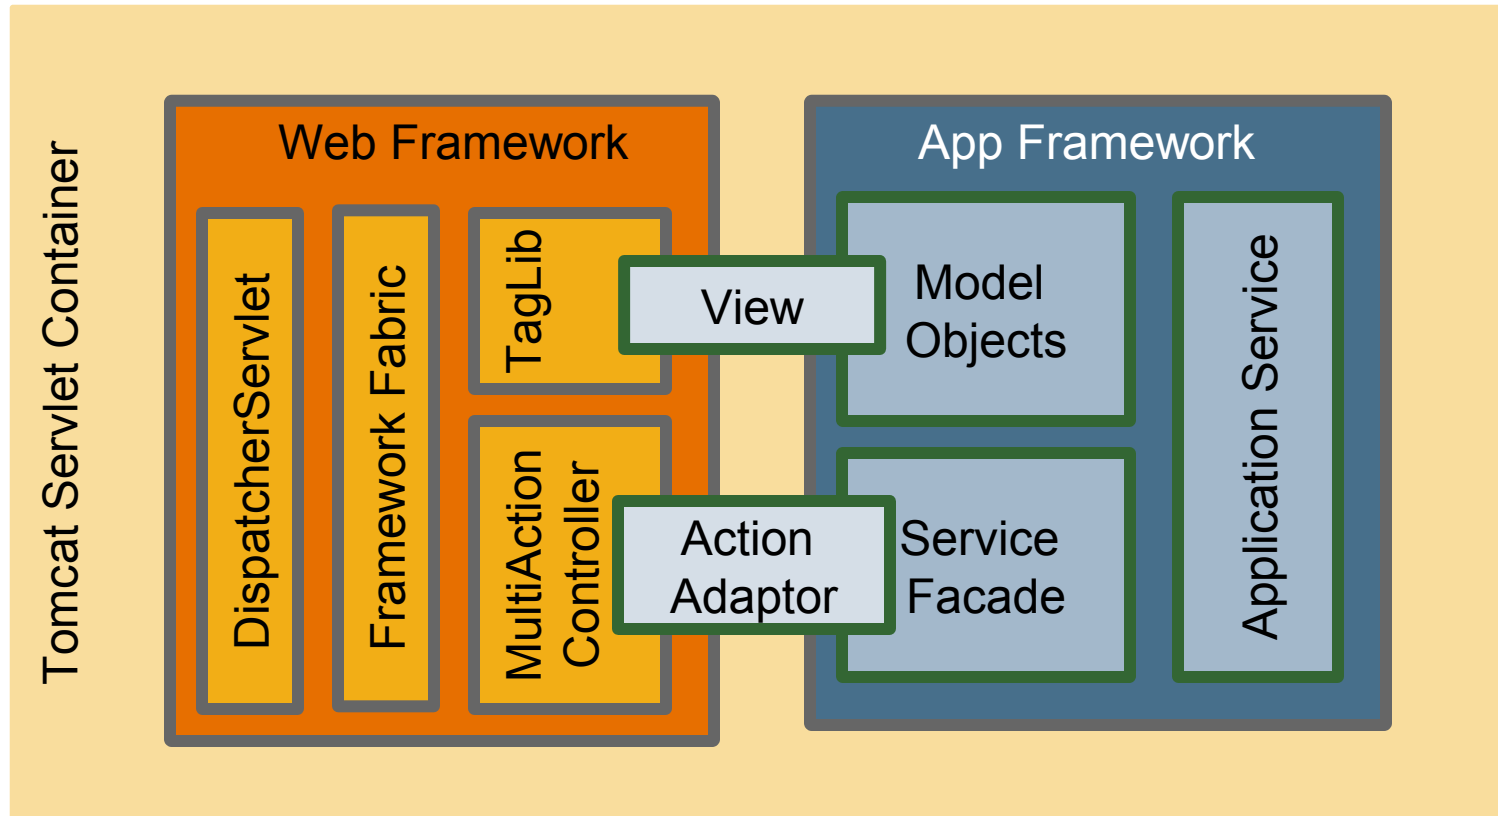 Tomcat Servlet Container
Web Framework
DispatcherServlet
Framework Fabric
TagLib
MultiAction
Controller
View
Action
Adaptor
App Framework
Model
Objects
Service
Facade
Application Service